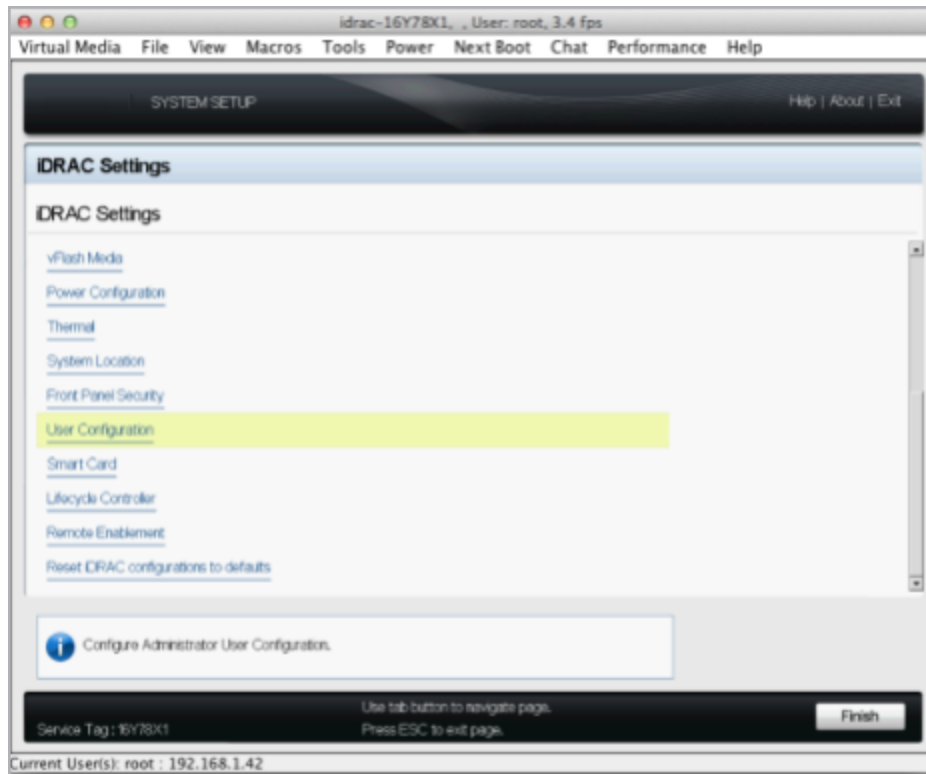 idrac-16Y78X1, , User: root, 3.4 fps
Virtual Media File View Macros Tools Power Next Boot Chat Performance Help
SYSTEM SETUP
Help | About | Exit
iDRAC Settings
iDRAC Settings
vFlash Media
Power Configuration
Thermal
System Location
Front Panel Security
User Configuration
Smart Card
Lifecycle Controller
Remote Enablement
Reset iDRAC configurations to defaults
Configure Administrator User Configuration.
Use tab button to navigate page.
Service Tag : 16Y78X1
Press ESC to exit page.
Finish
Current User(s): root : 192.168.1.42